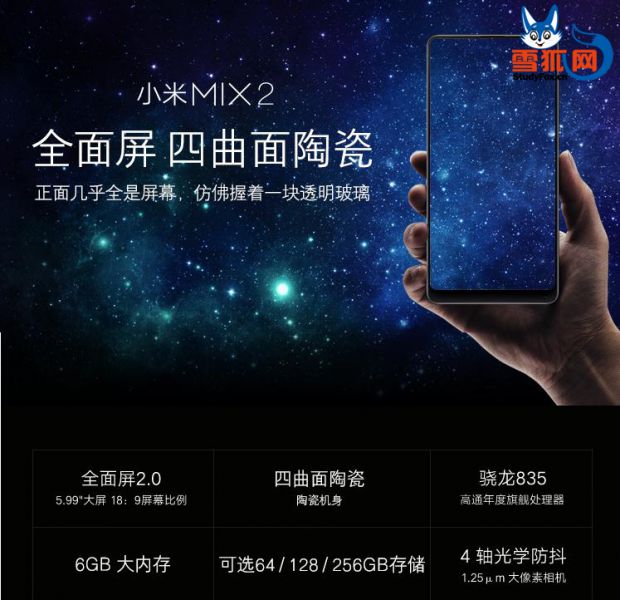 雪狐网
StudyFox.cn
小米MIX2
全面屏 四曲面陶瓷
正面几乎全是屏幕，仿佛握着一块透明玻璃
全面屏2.0
5.99"大屏 18：9屏幕比例
四曲面陶瓷
陶瓷机身
骁龙835
高通年度旗舰处理器
6GB 大内存
可选64/128/256GB存储
4 轴光学防抖
1.25μm 大像素相机